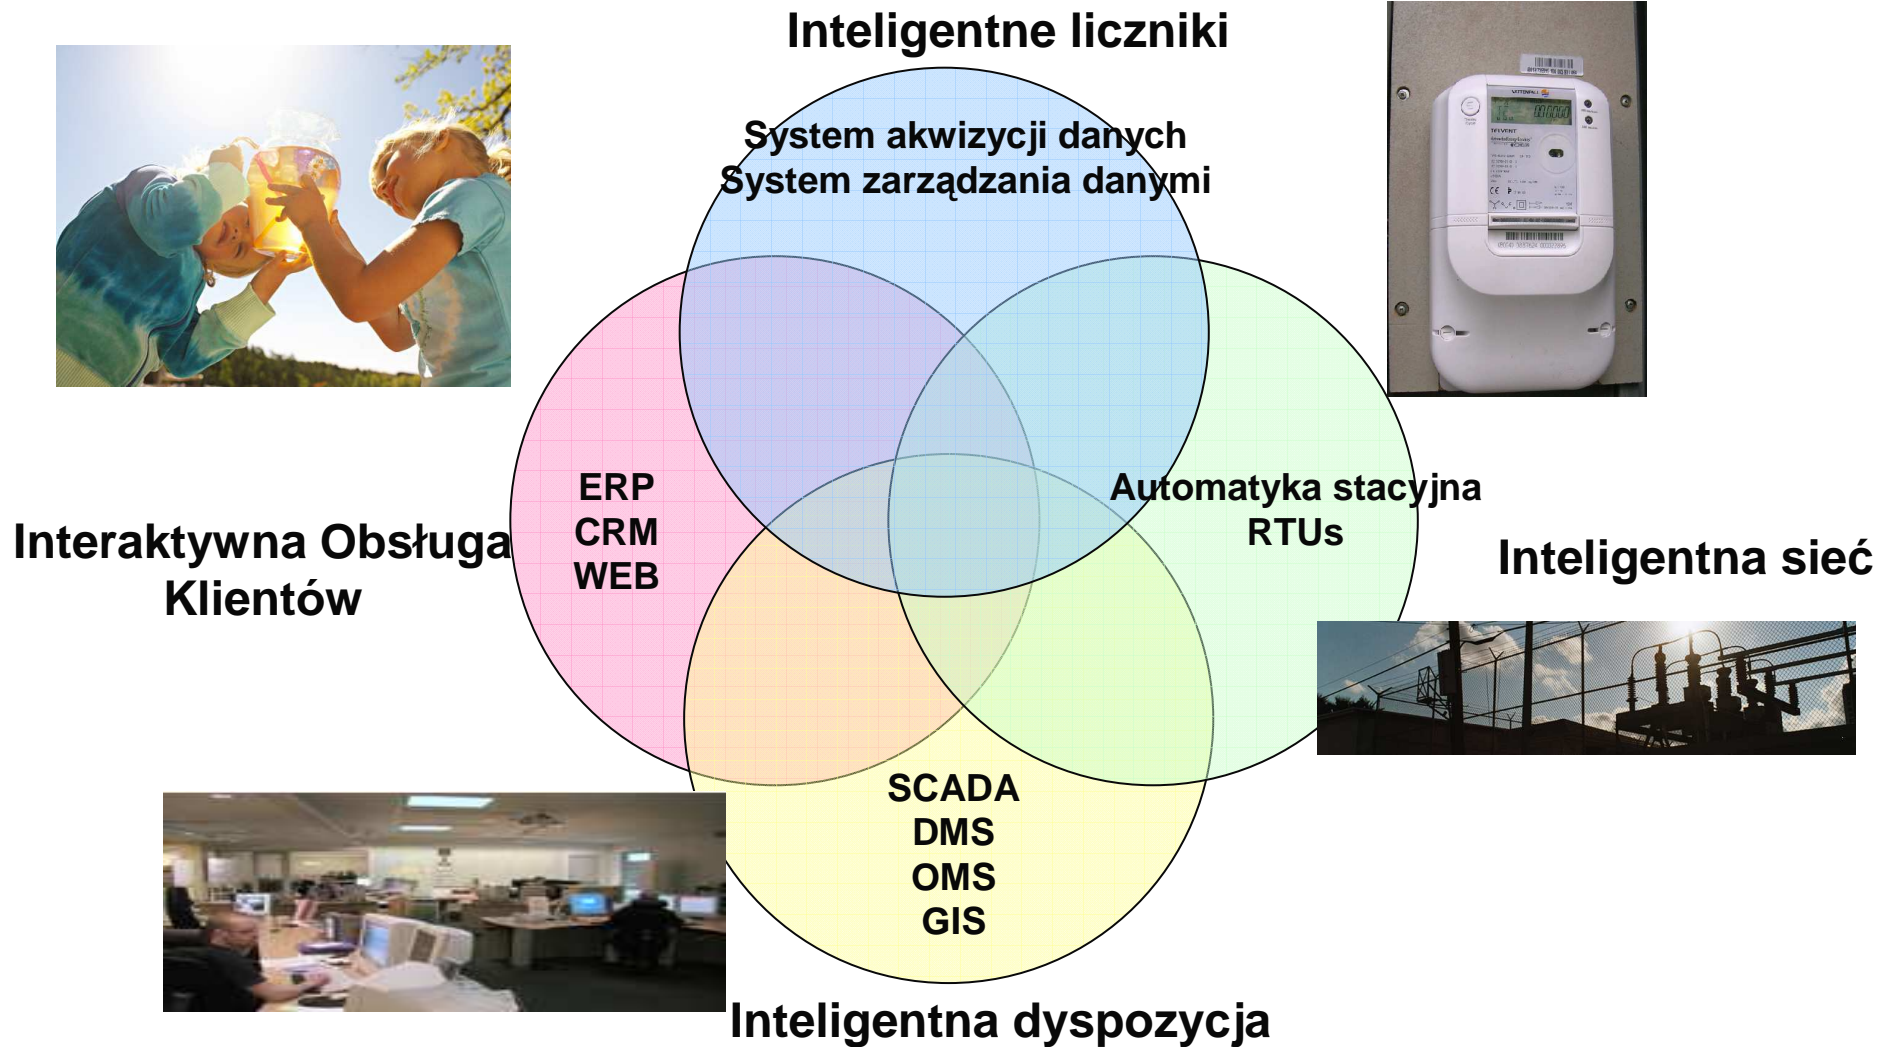 Inteligentne liczniki
System akwizycji danych
System zarządzania danymi
ERP
CRM
WEB
Automatyka stacyjna
RTUs
Interaktywna Obsługa
Klientów
Inteligentna sieć
SCADA
DMS
OMS
GIS
Inteligentna dyspozycja